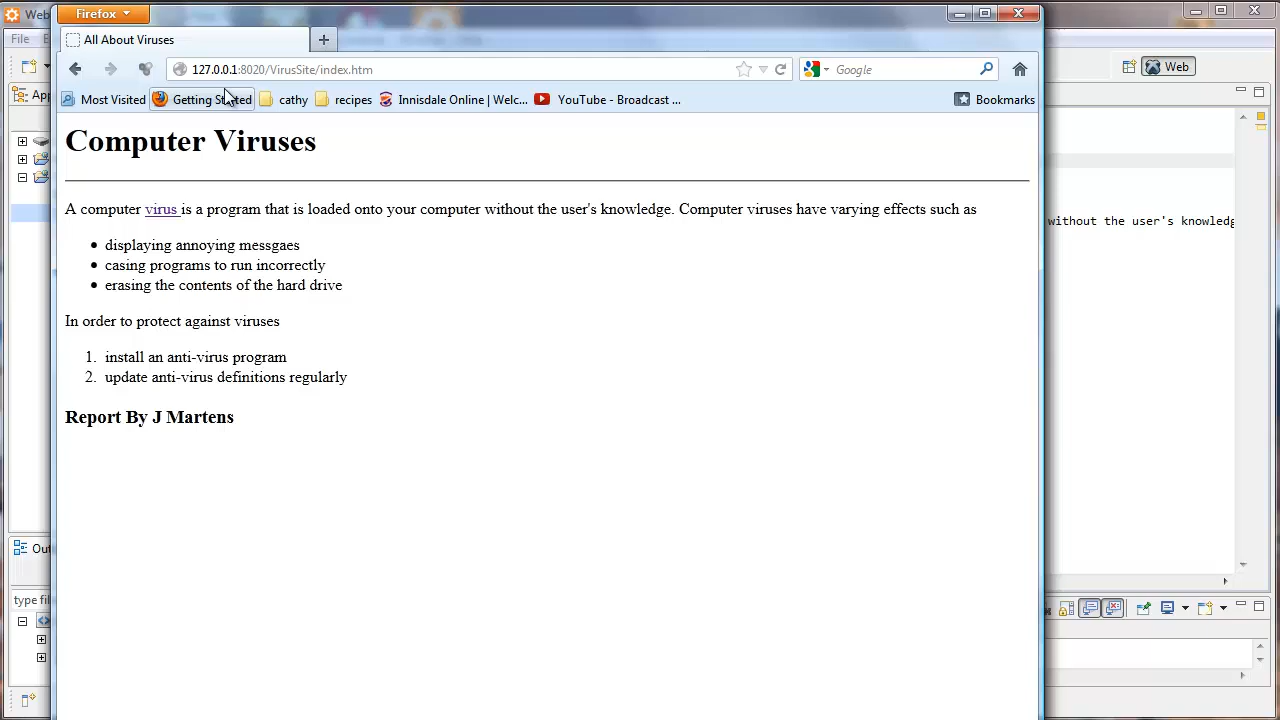 Web
Firefox
File
All About Viruses
+
127.0.0.1:8020/VirusSite/index.htm
Google
Web
App
Most Visited
Getting Started
cathy
recipes
Innisdale Online | Welc...
YouTube - Broadcast ...
Bookmarks
Computer Viruses
A computer virus is a program that is loaded onto your computer without the user's knowledge. Computer viruses have varying effects such as
without the user's knowledg
displaying annoying messgaes
casing programs to run incorrectly
erasing the contents of the hard drive
In order to protect against viruses
1. install an anti-virus program
2. update anti-virus definitions regularly
Report By J Martens
Out
type fil